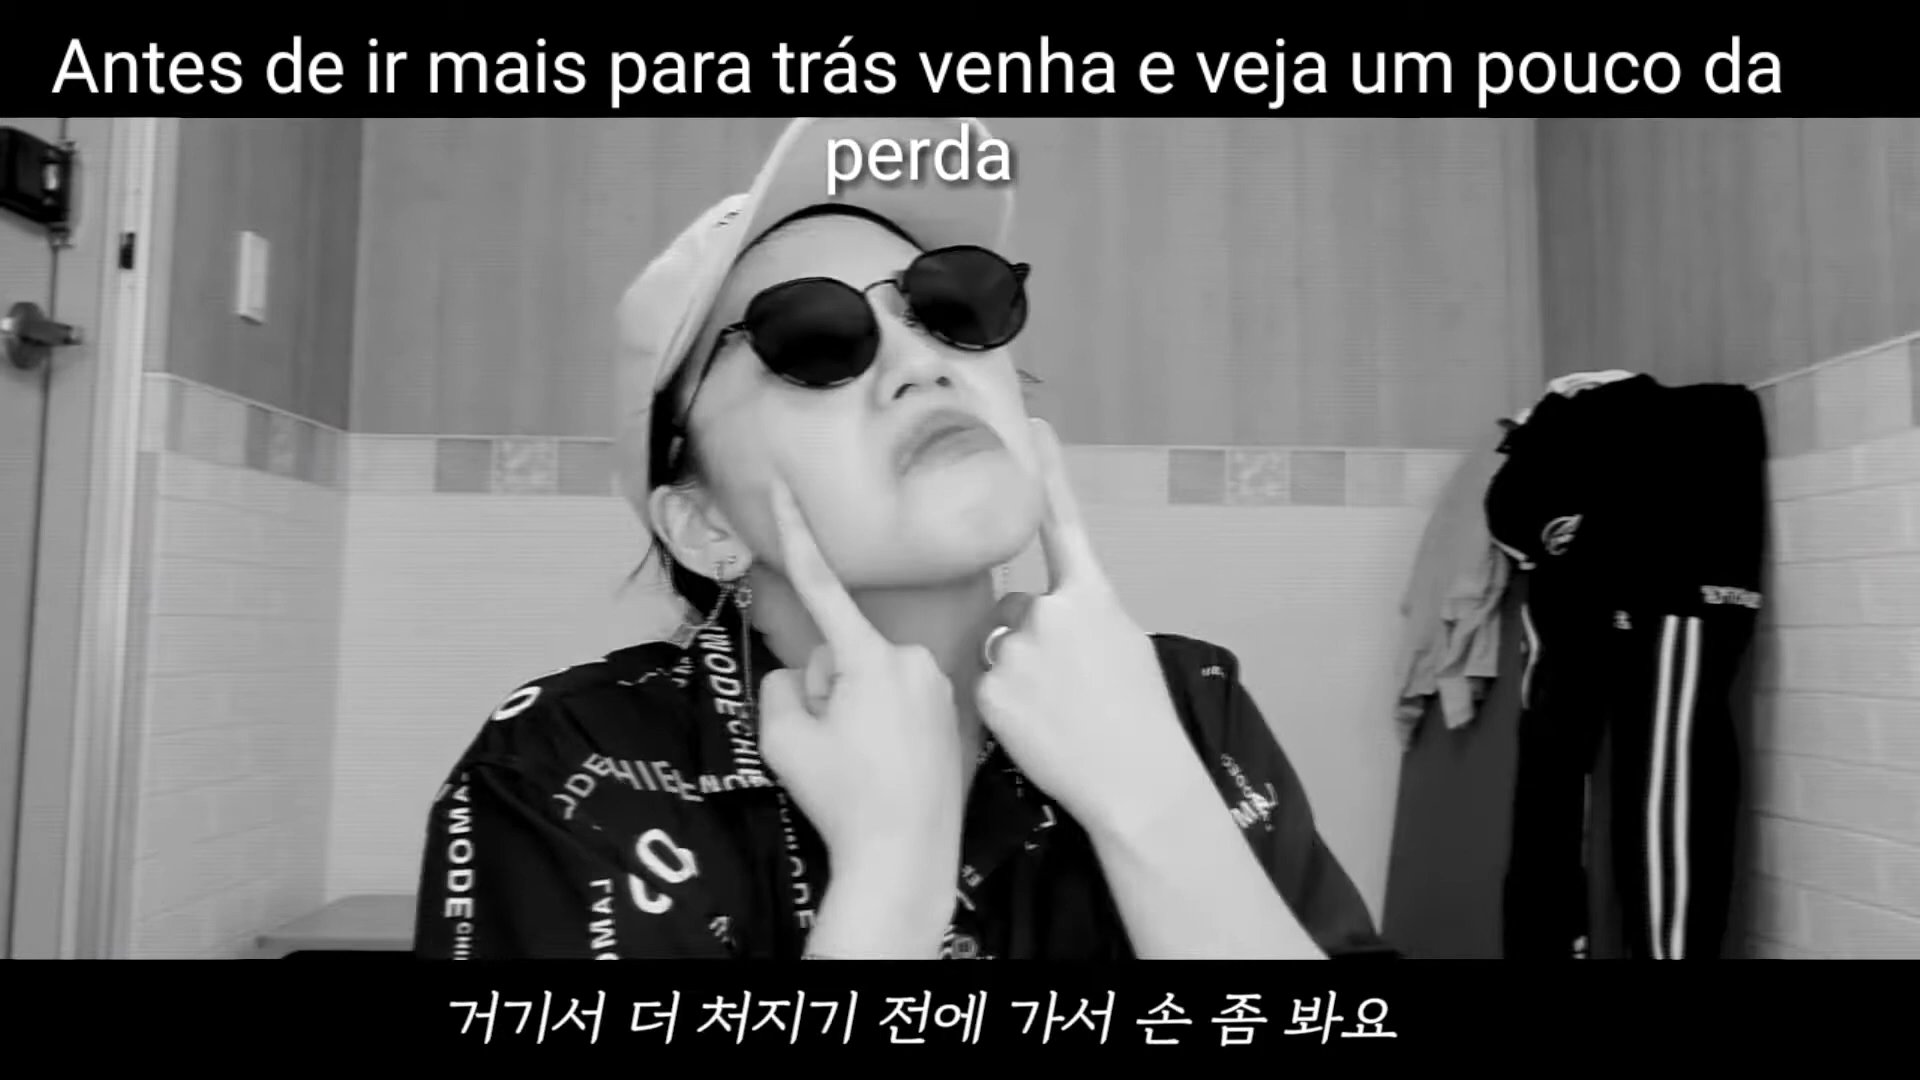 Antes de ir mais para trás venha e veja um pouco da
perda
LAMODECHIEF
거기서 더 처지기 전에 가서 손 좀 봐요